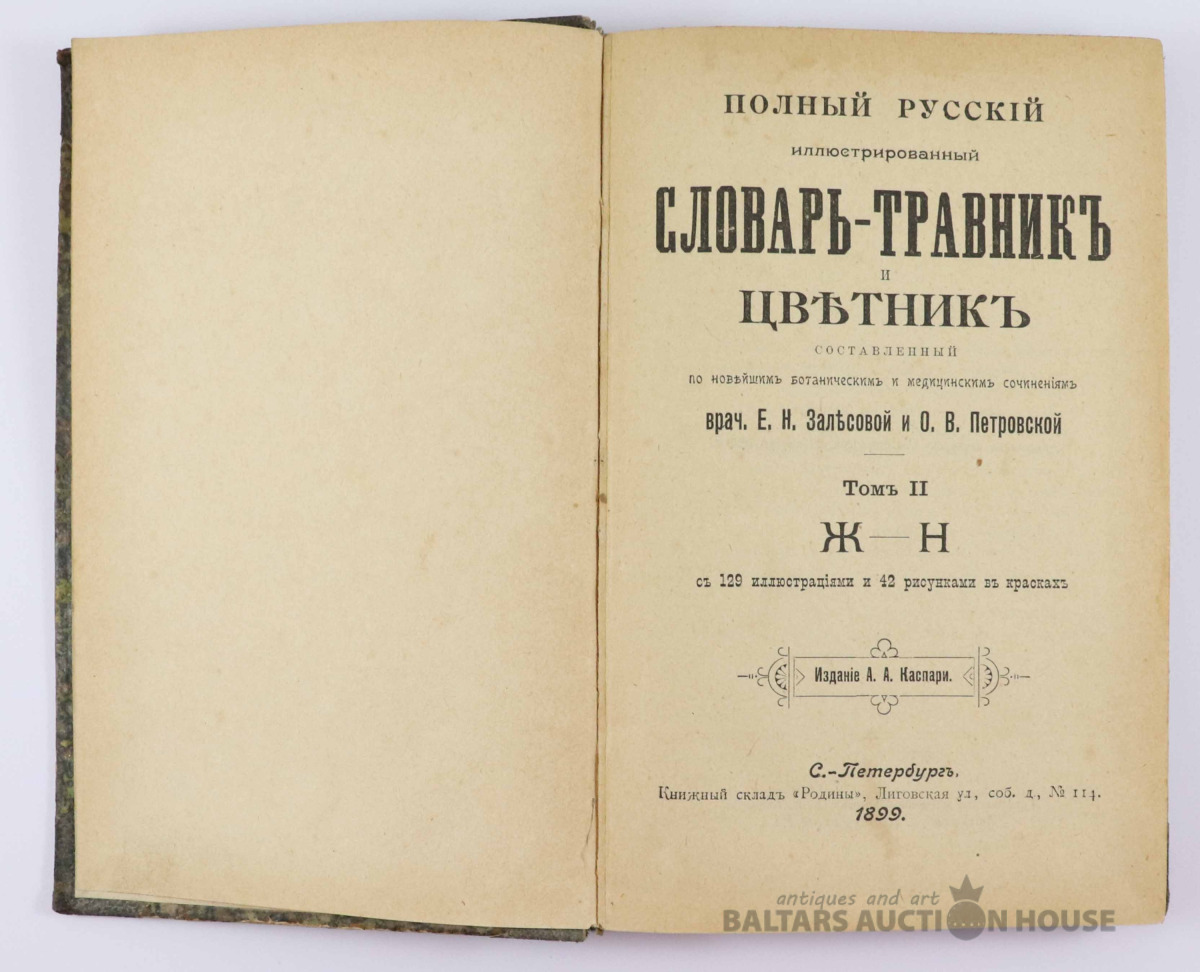 ПОЛНЫЙ РУССКІЙ
иллюстрированный
СЛОВАРЬ-ТРАВНИКЪ
И
ЦВѢТНИКЪ
СОСТАВЛЕННЫЙ
по новѣйшимъ ботаническимъ и медицинскимъ сочиненіямъ
врач. Е. Н. Залѣсовой и О. В. Петровской
Томъ II
Ж—Н
съ 129 иллюстраціями и 42 рисунками въ краскахъ
Изданіе А. А. Каспари.
С.-Петербургъ.
Книжный складъ «Родины», Лиговская ул., соб. д., № 114.
1899.
antiques and art
BALTARS AUCTION HOUSE